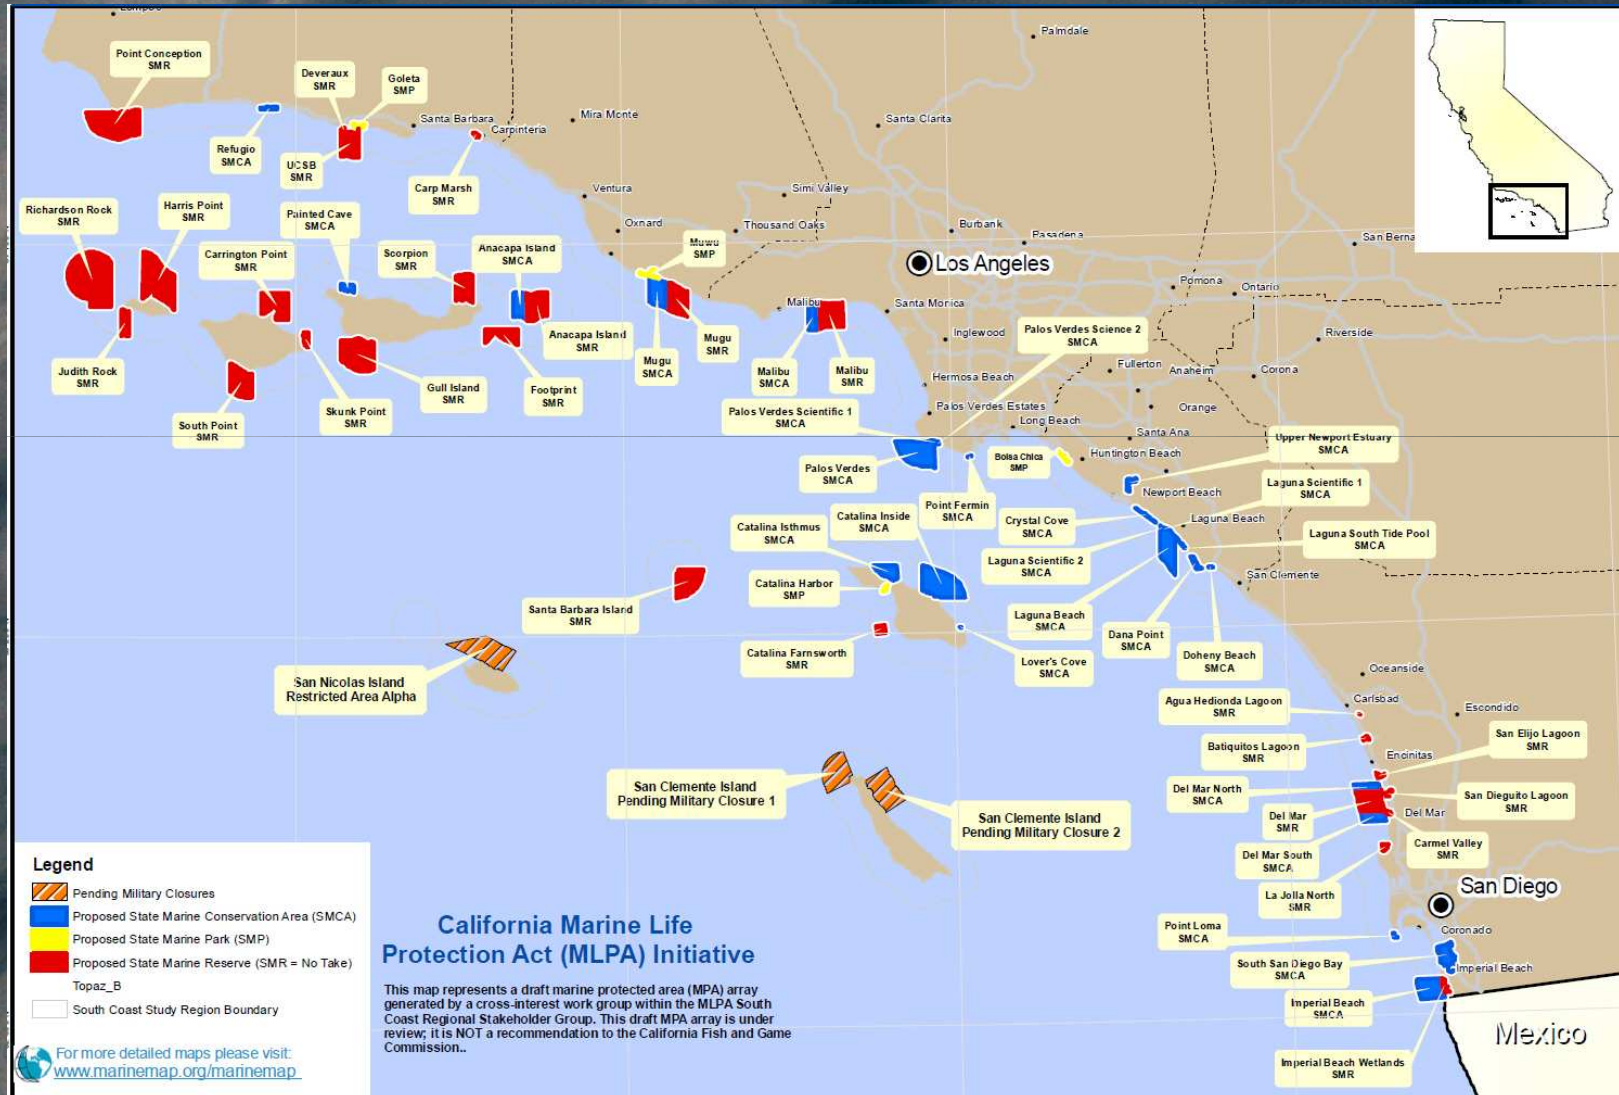 Point Conception
SMR
Deveraux
SMR
Goleta
SMP
Palmdale
Refugio
SMCA
UCSB
SMR
Santa Barbara
Carpinteria
Mira Monte
Santa Clarita
Carp Marsh
SMR
Richardson Rock
SMR
Harris Point
SMR
Painted Cave
SMCA
Ventura
Simi Valley
Oxnard
Thousand Oaks
Burbank
Pasadena
San Berna
Carrington Point
SMR
Scorpion
SMR
Anacapa Island
SMCA
Muwu
SMP
Los Angeles
Pomona
Ontario
Malibu
Santa Monica
Inglewood
Riverside
Judith Rock
SMR
South Point
SMR
Skunk Point
SMR
Gull Island
SMR
Footprint
SMR
Anacapa Island
SMR
Mugu
SMCA
Mugu
SMR
Malibu
SMCA
Malibu
SMR
Palos Verdes Science 2
SMCA
Fullerton
Anaheim
Corona
Hermosa Beach
Palos Verdes Scientific 1
SMCA
Palos Verdes Estates
Long Beach
Orange
Santa Ana
Palos Verdes
SMCA
Bolsa Chica
SMP
Huntington Beach
Upper Newport Estuary
SMCA
Newport Beach
Laguna Scientific 1
SMCA
Catalina Isthmus
SMCA
Catalina Inside
SMCA
Point Fermin
SMCA
Crystal Cove
SMCA
Laguna Beach
Laguna South Tide Pool
SMCA
Laguna Scientific 2
SMCA
San Clemente
Catalina Harbor
SMP
Santa Barbara Island
SMR
Laguna Beach
SMCA
Dana Point
SMCA
Doheny Beach
SMCA
Catalina Farnsworth
SMR
Lover's Cove
SMCA
San Nicolas Island
Restricted Area Alpha
Oceanside
Carlsbad
Escondido
Agua Hedionda Lagoon
SMR
Batiquitos Lagoon
SMR
Encinitas
San Elijo Lagoon
SMR
San Clemente Island
Pending Military Closure 1
San Clemente Island
Pending Military Closure 2
Del Mar North
SMCA
San Dieguito Lagoon
SMR
Del Mar
SMR
Del Mar
Del Mar South
SMCA
Carmel Valley
SMR
La Jolla North
SMR
San Diego
Point Loma
SMCA
Coronado
South San Diego Bay
SMCA
Imperial Beach
Imperial Beach
SMCA
Imperial Beach Wetlands
SMR
Mexico
Legend
Pending Military Closures
Proposed State Marine Conservation Area (SMCA)
Proposed State Marine Park (SMP)
Proposed State Marine Reserve (SMR = No Take)
Topaz_B
South Coast Study Region Boundary
For more detailed maps please visit:
www.marinemap.org/marinemap
California Marine Life
Protection Act (MLPA) Initiative
This map represents a draft marine protected area (MPA) array
generated by a cross-interest work group within the MLPA South
Coast Regional Stakeholder Group. This draft MPA array is under
review; it is NOT a recommendation to the California Fish and Game
Commission..